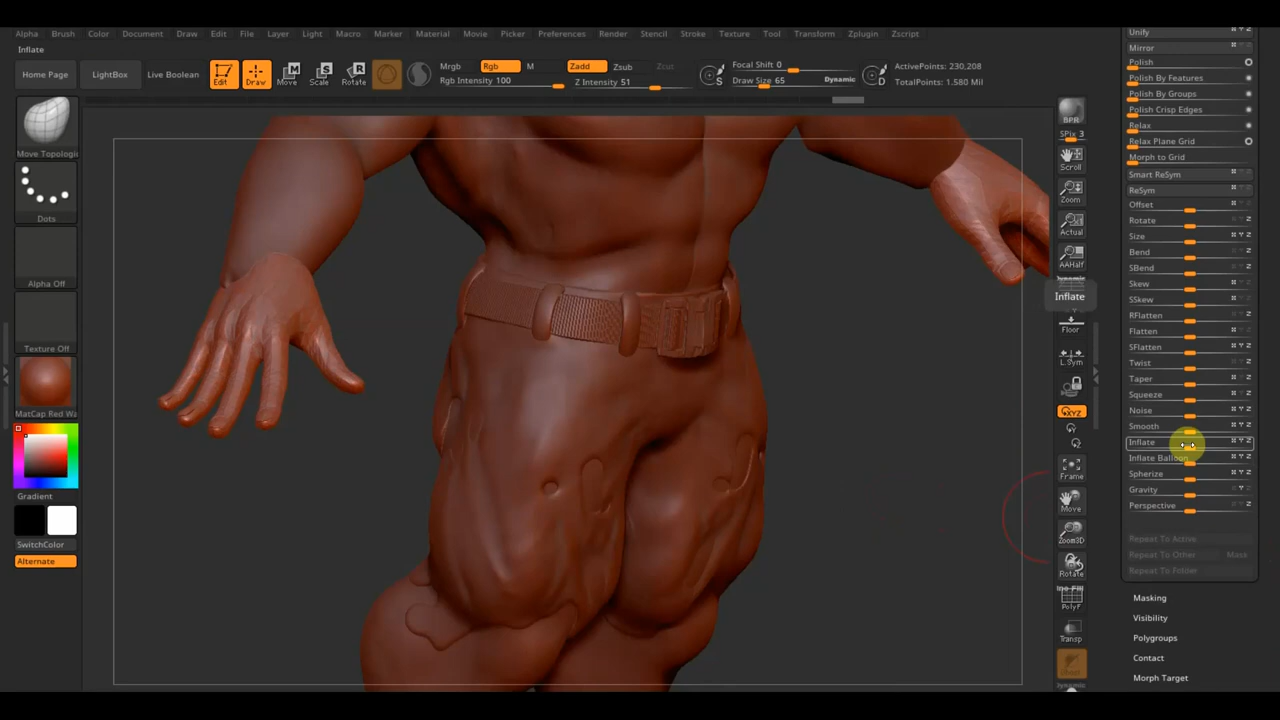 Alpha Brush Color Document Draw Edit File Layer Light Macro Marker Material Movie Picker Preferences Render Stencil Stroke Texture Tool Transform Zplugin Zscript
Inflate
Home Page LightBox Live Boolean Edit Draw Move Scale Rotate
Mrgb Rgb M Zadd Zsub Zcut
Rgb Intensity 100 Z Intensity 51
S Focal Shift 0
Draw Size 65 Dynamic D
ActivePoints: 230,208
TotalPoints: 1.580 Mil
Move Topologic
Dots
Alpha Off
Texture Off
MatCap Red Wa
Gradient
SwitchColor
Alternate
BPR
SPix 3
Scroll
Zoom
Actual
AAHalf
Dynamic
Inflate
Floor
L.Sym
XYZ
Y
Z
Frame
Move
Zoom3D
Rotate
PolyF
Transp
Dynamic
Unify
Mirror
Polish
Polish By Features
Polish By Groups
Polish Crisp Edges
Relax
Relax Plane Grid
Morph to Grid
Smart ReSym
ReSym
Offset
Rotate
Size
Bend
SBend
Skew
SSkew
RFlatten
Flatten
SFlatten
Twist
Taper
Squeeze
Noise
Smooth
Inflate
Inflate Balloon
Spherize
Gravity
Perspective
Repeat To Active
Repeat To Other Mask
Repeat To Folder
Masking
Visibility
Polygroups
Contact
Morph Target